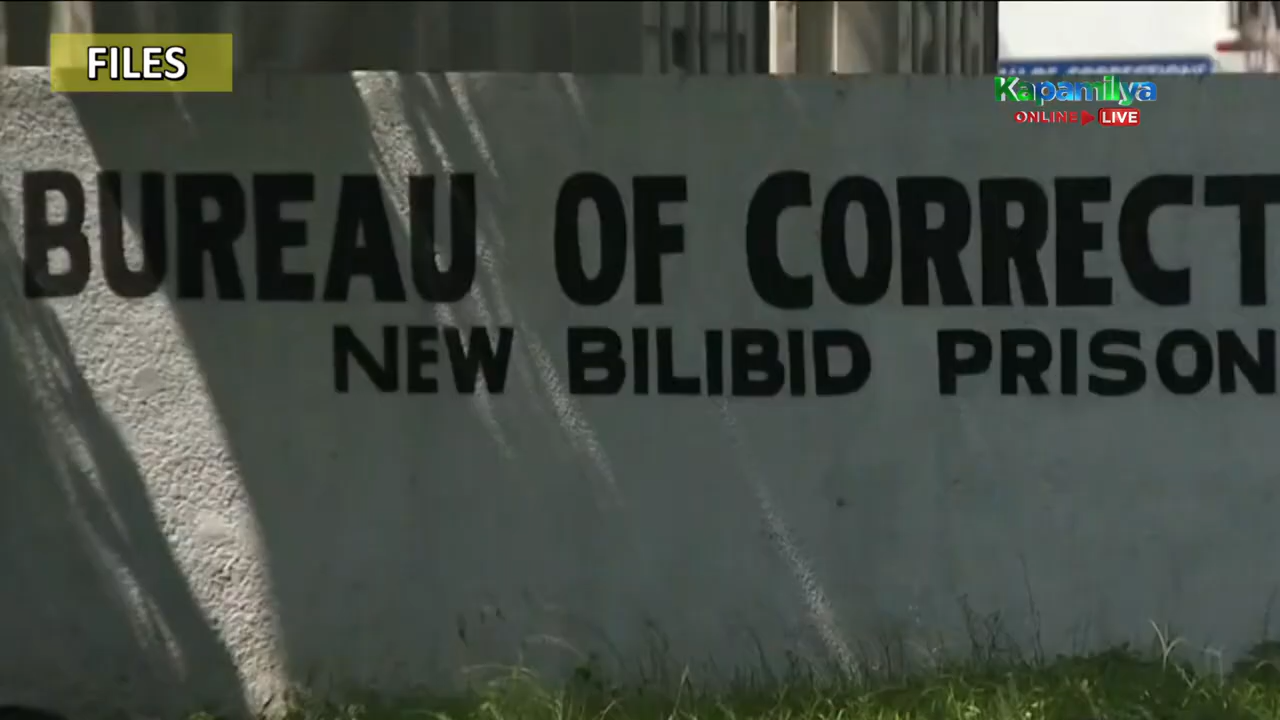 FILES
Kapamilya
ONLINE LIVE
BUREAU OF CORRECT
NEW BILIBID PRISON